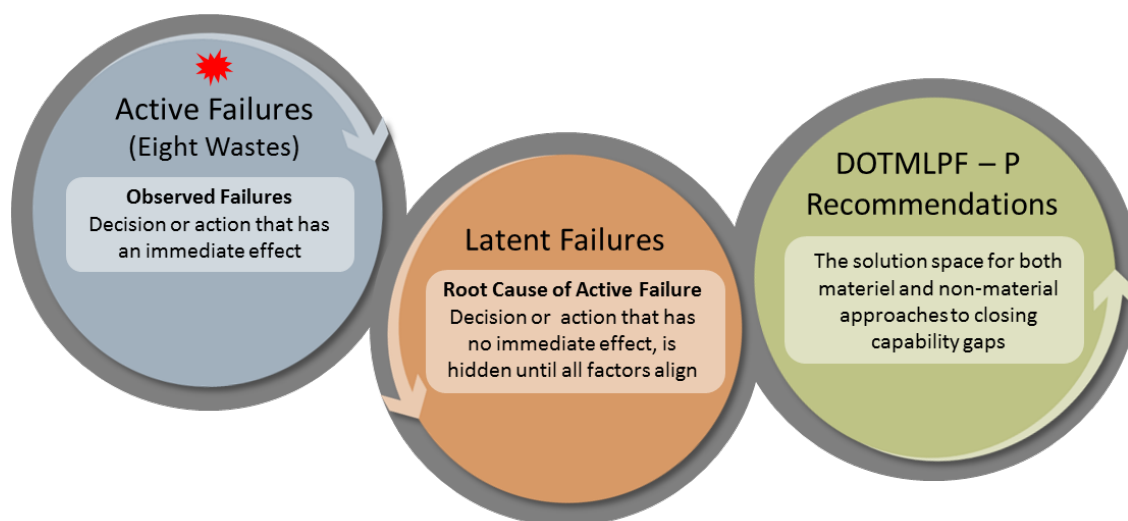 Active Failures
(Eight Wastes)
Observed Failures
Decision or action that has
an immediate effect
Latent Failures
Root Cause of Active Failure
Decision or  action that has
no immediate effect, is
hidden until all factors align
DOTMLPF – P
Recommendations
The solution space for both
materiel and non-material
approaches to closing
capability gaps